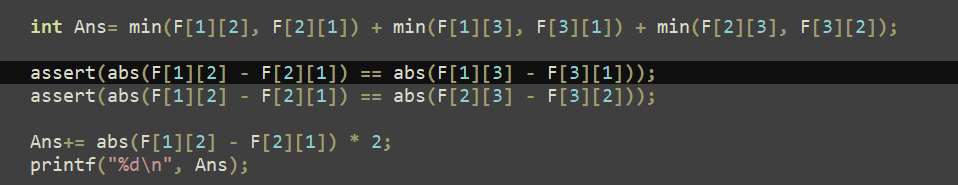 int Ans= min(F[1][2], F[2][1]) + min(F[1][3], F[3][1]) + min(F[2][3], F[3][2]);
assert(abs(F[1][2] - F[2][1]) == abs(F[1][3] - F[3][1]));
assert(abs(F[1][2] - F[2][1]) == abs(F[2][3] - F[3][2]));
Ans+= abs(F[1][2] - F[2][1]) * 2;
printf("%d\n", Ans);